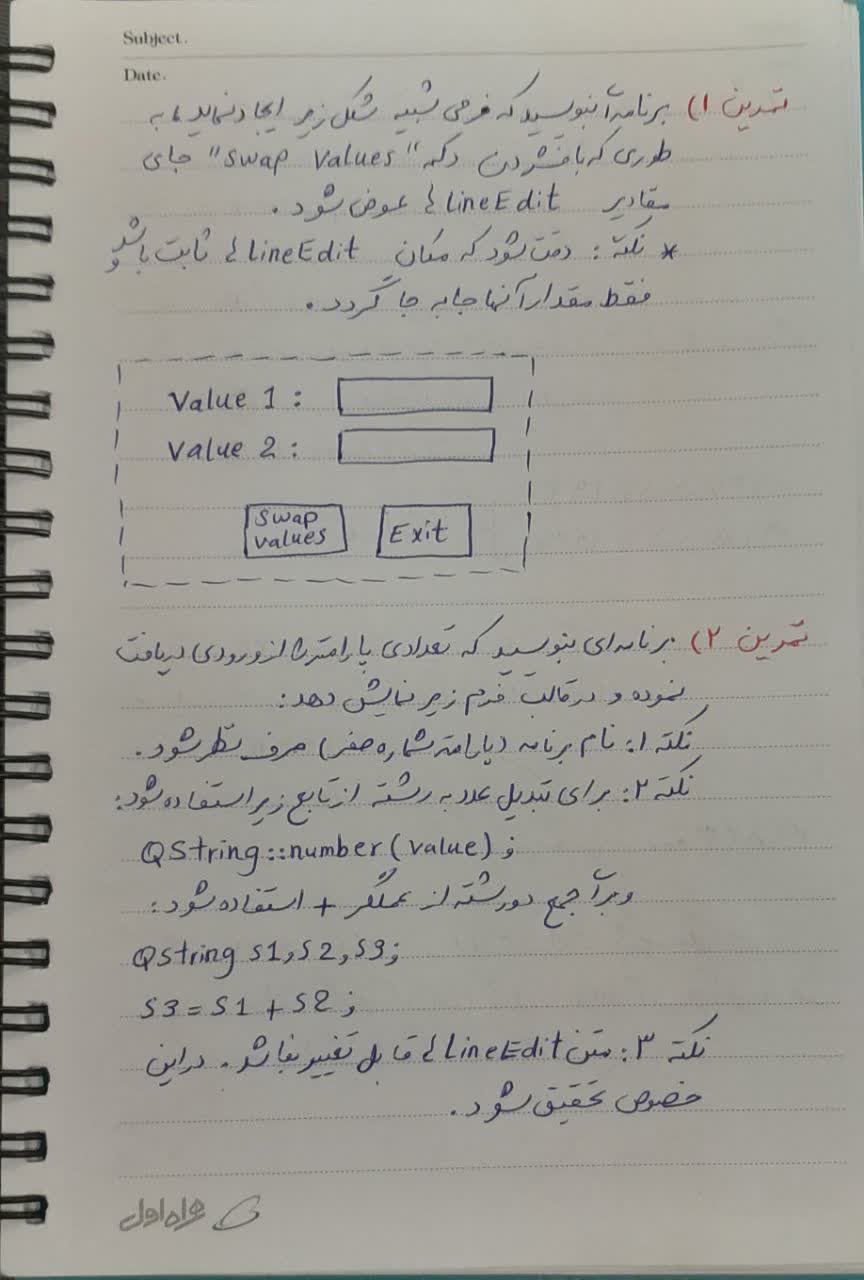 Subject.
Date.
تمرین ۱) برنامه‌ای بنویسید که فرمی شبیه شکل زیر ایجاد نماید، به
طوری که با فشردن دکمه "swap values" جای
مقادیر LineEdit ها عوض شود.
* نکته: دقت شود که مکان LineEdit ها ثابت باشد و
فقط مقدار آنها جابه جا گردد.
Value 1 :
Value 2 :
swap values
Exit
تمرین ۲) برنامه‌ای بنویسید که تعدادی پارامتر را از ورودی دریافت
نموده و در قالب فرم زیر نمایش دهد:
نکته ۱: نام برنامه (پارامتر شماره صفر) صرف نظر شود.
نکته ۲: برای تبدیل عدد به رشته از تابع زیر استفاده شود:
QString::number(value);
و برای جمع دو رشته از عملگر + استفاده شود:
Qstring s1,s2,s3;
s3=s1+s2;
نکته ۳: متن LineEdit ها قابل تغییر نباشد. در این
خصوص تحقیق شود.
همراه اول